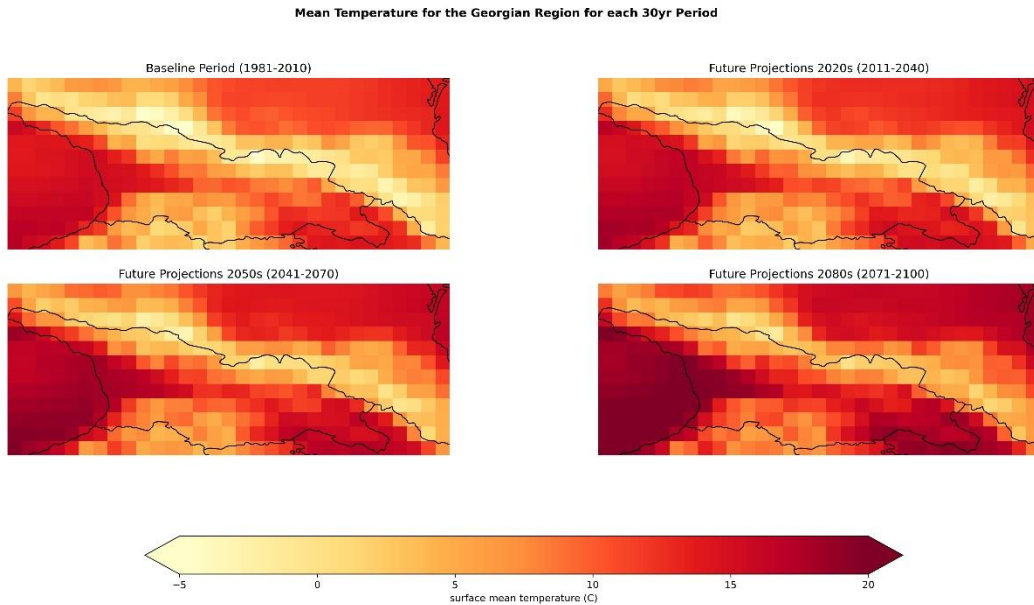 Mean Temperature for the Georgian Region for each 30yr Period
Baseline Period (1981-2010)
Future Projections 2020s (2011-2040)
Future Projections 2050s (2041-2070)
Future Projections 2080s (2071-2100)
−5 0 5 10 15 20
surface mean temperature (C)